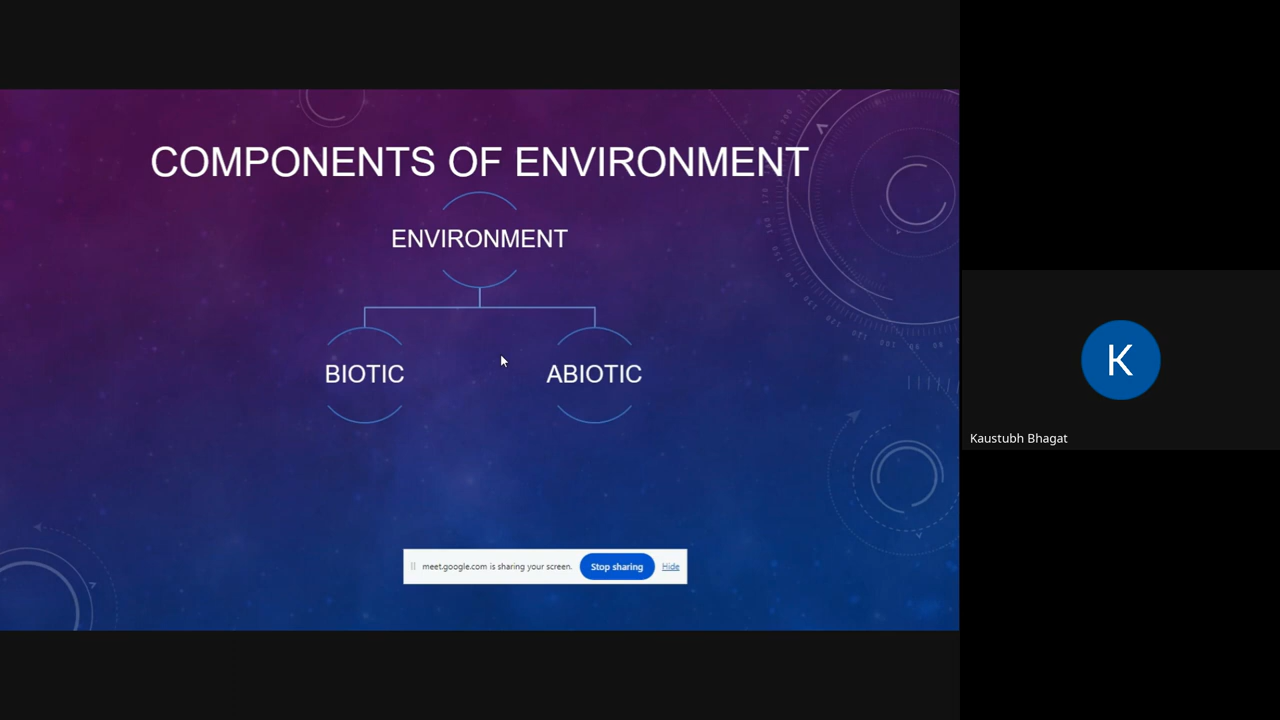 COMPONENTS OF ENVIRONMENT
ENVIRONMENT
BIOTIC
ABIOTIC
meet.google.com is sharing your screen.
Stop sharing
Hide
K
Kaustubh Bhagat